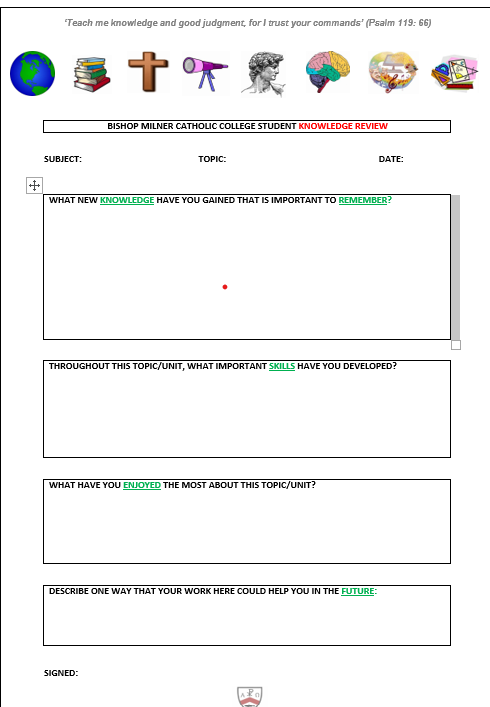 ‘Teach me knowledge and good judgment, for I trust your commands’ (Psalm 119: 66)
BISHOP MILNER CATHOLIC COLLEGE STUDENT KNOWLEDGE REVIEW
SUBJECT: TOPIC: DATE:
WHAT NEW KNOWLEDGE HAVE YOU GAINED THAT IS IMPORTANT TO REMEMBER?
THROUGHOUT THIS TOPIC/UNIT, WHAT IMPORTANT SKILLS HAVE YOU DEVELOPED?
WHAT HAVE YOU ENJOYED THE MOST ABOUT THIS TOPIC/UNIT?
DESCRIBE ONE WAY THAT YOUR WORK HERE COULD HELP YOU IN THE FUTURE:
SIGNED:
Α Ω